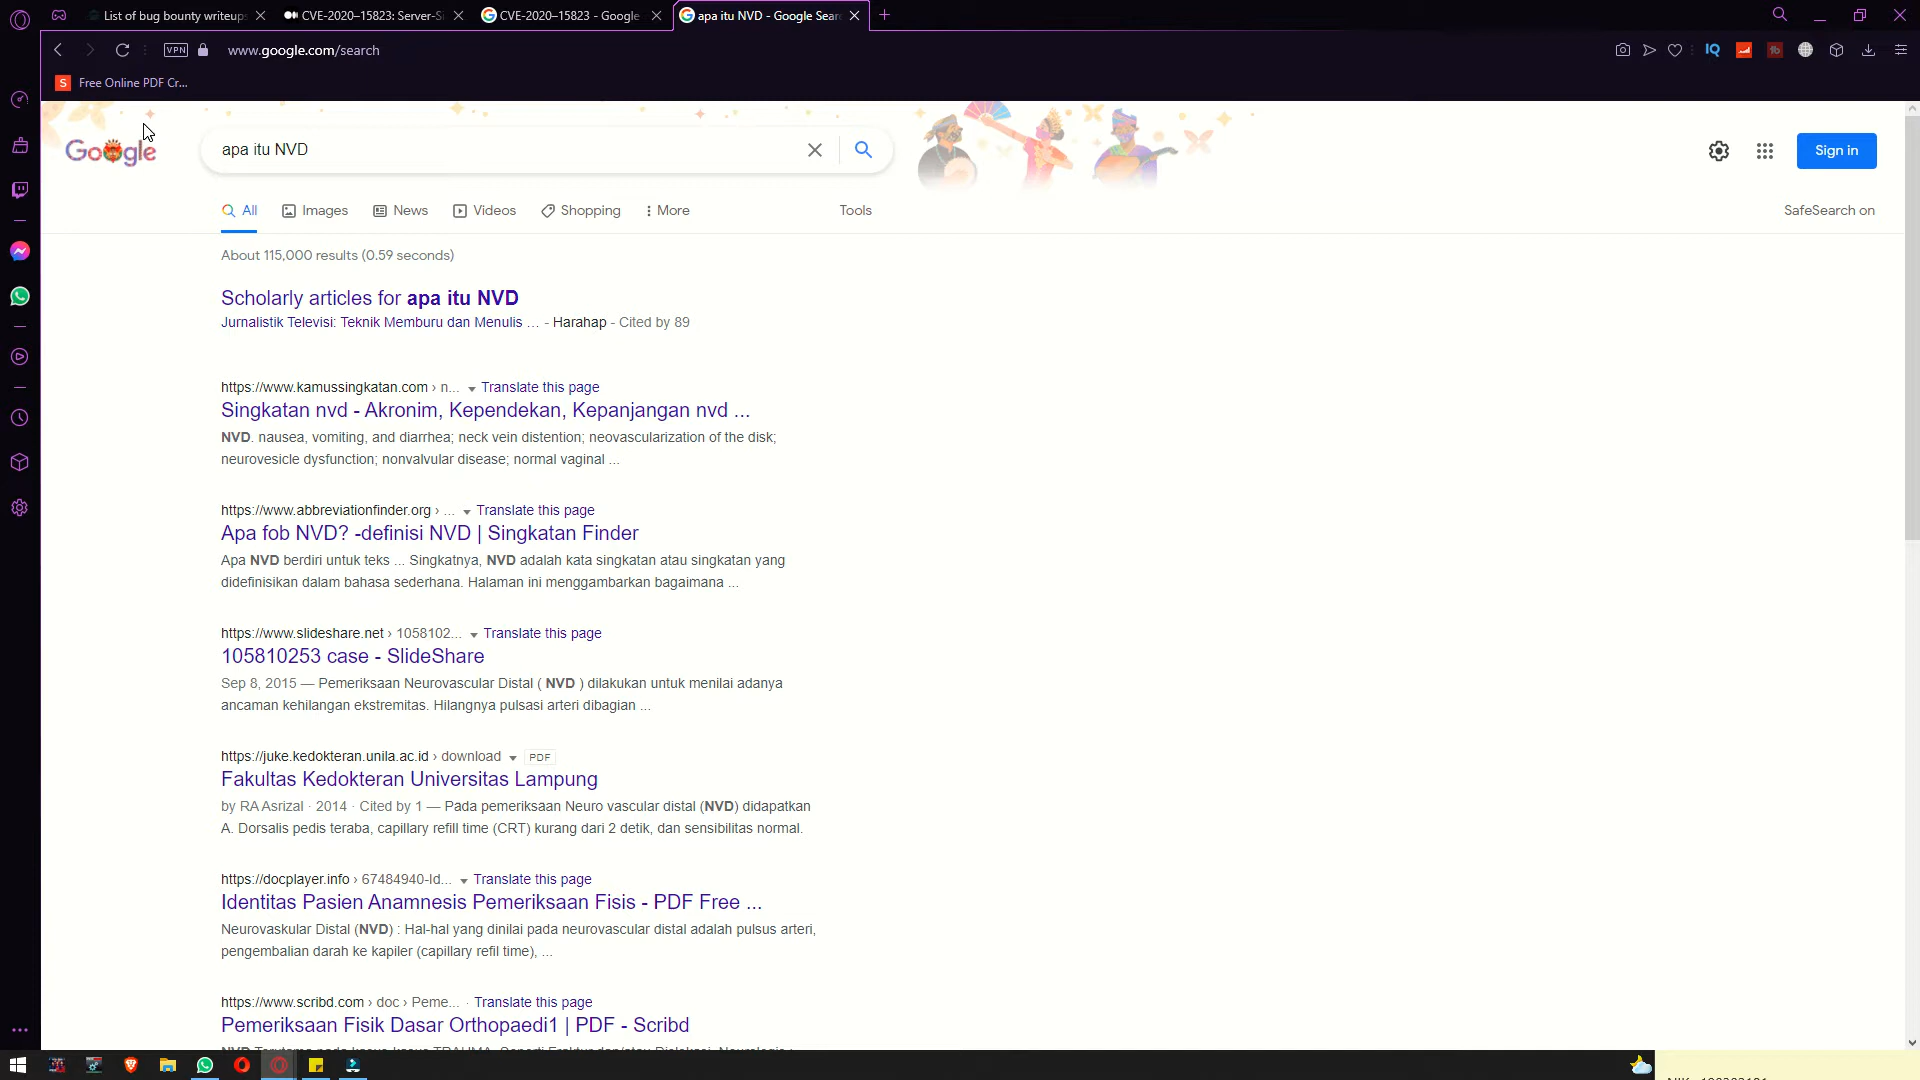 List of bug bounty writeups
CVE-2020–15823: Server-S
CVE-2020–15823 - Google
apa itu NVD - Google Sear
VPN
www.google.com/search
IQ
S Free Online PDF Cr...
Google
apa itu NVD
Sign in
All Images News Videos Shopping More Tools SafeSearch on
About 115,000 results (0.59 seconds)
Scholarly articles for apa itu NVD
Jurnalistik Televisi: Teknik Memburu dan Menulis ... - Harahap - Cited by 89
https://www.kamussingkatan.com › n... Translate this page
Singkatan nvd - Akronim, Kependekan, Kepanjangan nvd ...
NVD. nausea, vomiting, and diarrhea; neck vein distention; neovascularization of the disk;
neurovesicle dysfunction; nonvalvular disease; normal vaginal ...
https://www.abbreviationfinder.org › ... Translate this page
Apa fob NVD? -definisi NVD | Singkatan Finder
Apa NVD berdiri untuk teks ... Singkatnya, NVD adalah kata singkatan atau singkatan yang
didefinisikan dalam bahasa sederhana. Halaman ini menggambarkan bagaimana ...
https://www.slideshare.net › 1058102... Translate this page
105810253 case - SlideShare
Sep 8, 2015 — Pemeriksaan Neurovascular Distal ( NVD ) dilakukan untuk menilai adanya
ancaman kehilangan ekstremitas. Hilangnya pulsasi arteri dibagian ...
https://juke.kedokteran.unila.ac.id › download PDF
Fakultas Kedokteran Universitas Lampung
by RA Asrizal · 2014 · Cited by 1 — Pada pemeriksaan Neuro vascular distal (NVD) didapatkan
A. Dorsalis pedis teraba, capillary refill time (CRT) kurang dari 2 detik, dan sensibilitas normal.
https://docplayer.info › 67484940-Id... Translate this page
Identitas Pasien Anamnesis Pemeriksaan Fisis - PDF Free ...
Neurovaskular Distal (NVD) : Hal-hal yang dinilai pada neurovascular distal adalah pulsus arteri,
pengembalian darah ke kapiler (capillary refil time), ...
https://www.scribd.com › doc › Peme... · Translate this page
Pemeriksaan Fisik Dasar Orthopaedi1 | PDF - Scribd